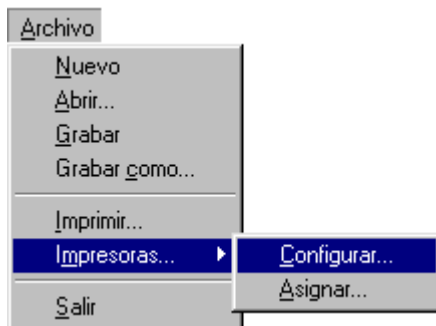 Archivo
Nuevo
Abrir...
Grabar
Grabar como...
Imprimir...
Impresoras... Configurar...
Asignar...
Salir